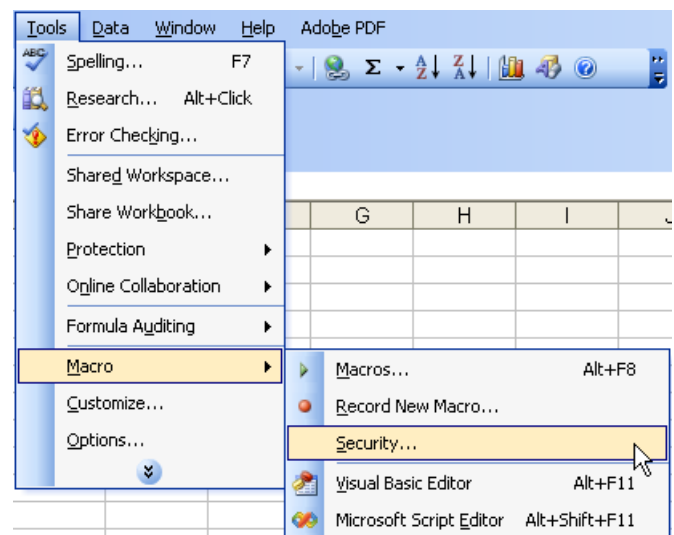 Tools Data Window Help Adobe PDF
ABC Spelling... F7
Σ A Z Z A
Research... Alt+Click
Error Checking...
Shared Workspace...
Share Workbook...
G H I J
Protection
Online Collaboration
Formula Auditing
Macro
Macros... Alt+F8
Customize...
Record New Macro...
Options...
Security...
Visual Basic Editor Alt+F11
Microsoft Script Editor Alt+Shift+F11